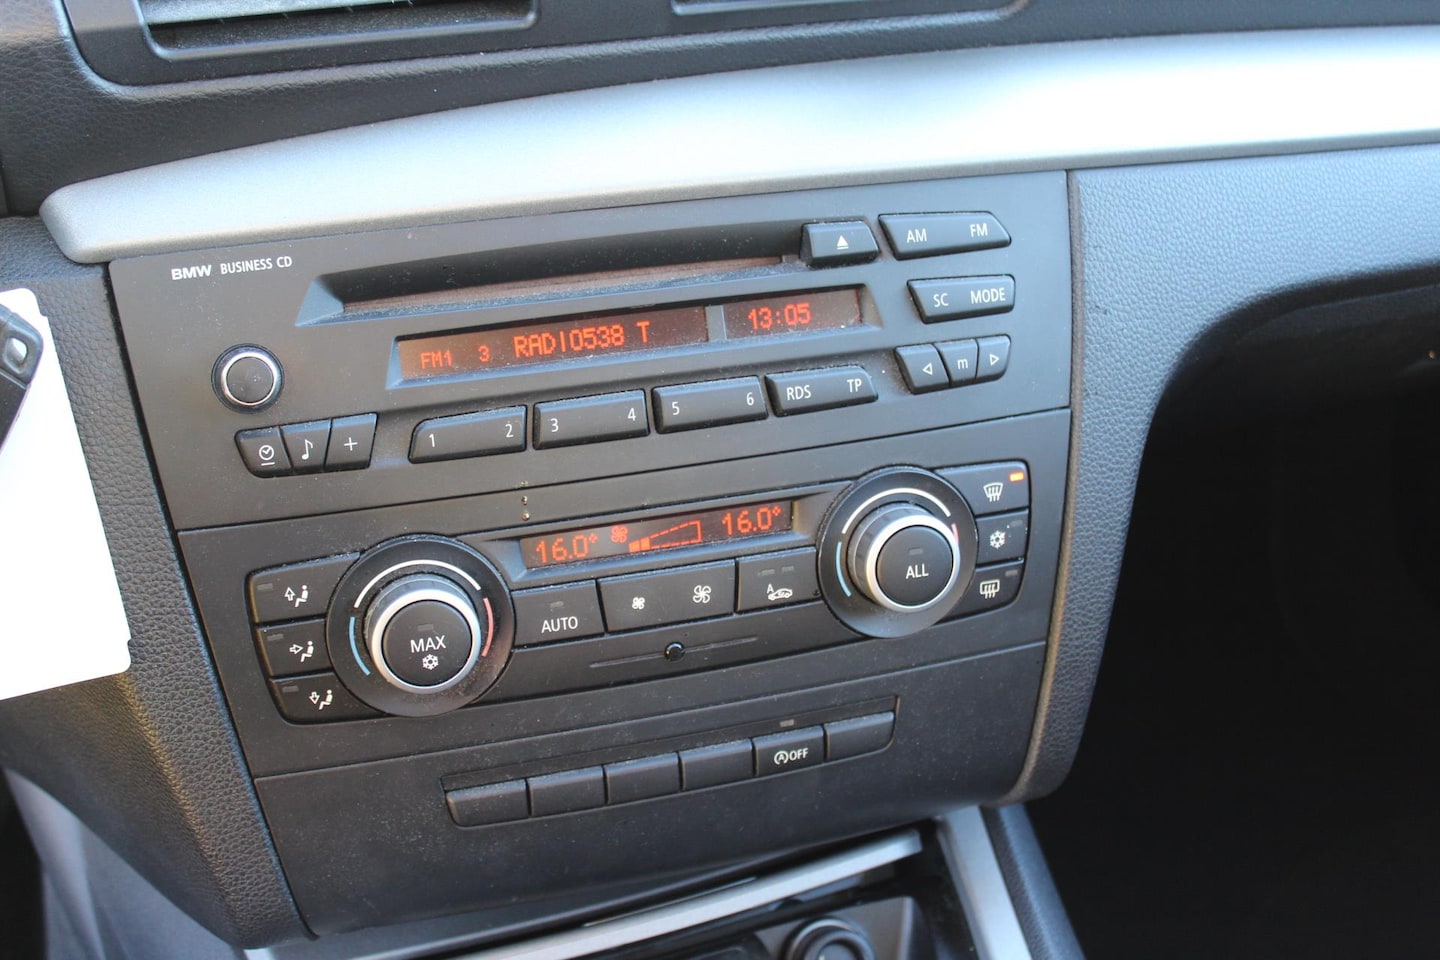 BMW BUSINESS CD
AM FM
SC MODE
FM1 3 RADIO538 T 13:05
m
1 2 3 4 5 6 RDS TP
+
16.0° 16.0°
MAX
AUTO
A
ALL
A OFF